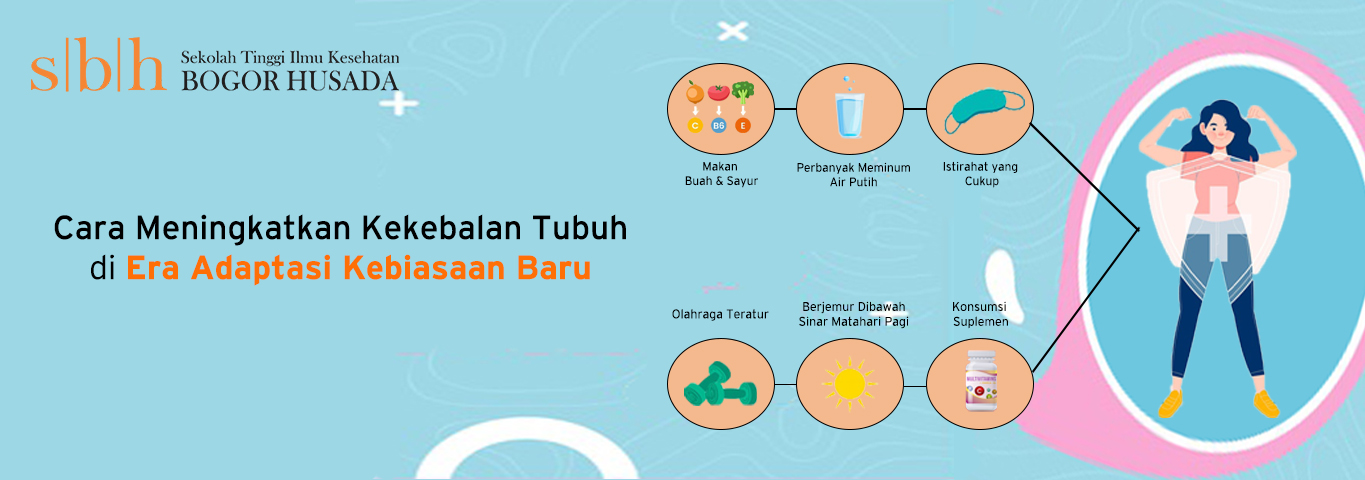 s|b|h
Sekolah Tinggi Ilmu Kesehatan
BOGOR HUSADA
Cara Meningkatkan Kekebalan Tubuh
di Era Adaptasi Kebiasaan Baru
C B6 E
Makan
Buah & Sayur
Perbanyak Meminum
Air Putih
Istirahat yang
Cukup
Olahraga Teratur
Berjemur Dibawah
Sinar Matahari Pagi
Konsumsi
Suplemen
MULTIVITAMINS
C